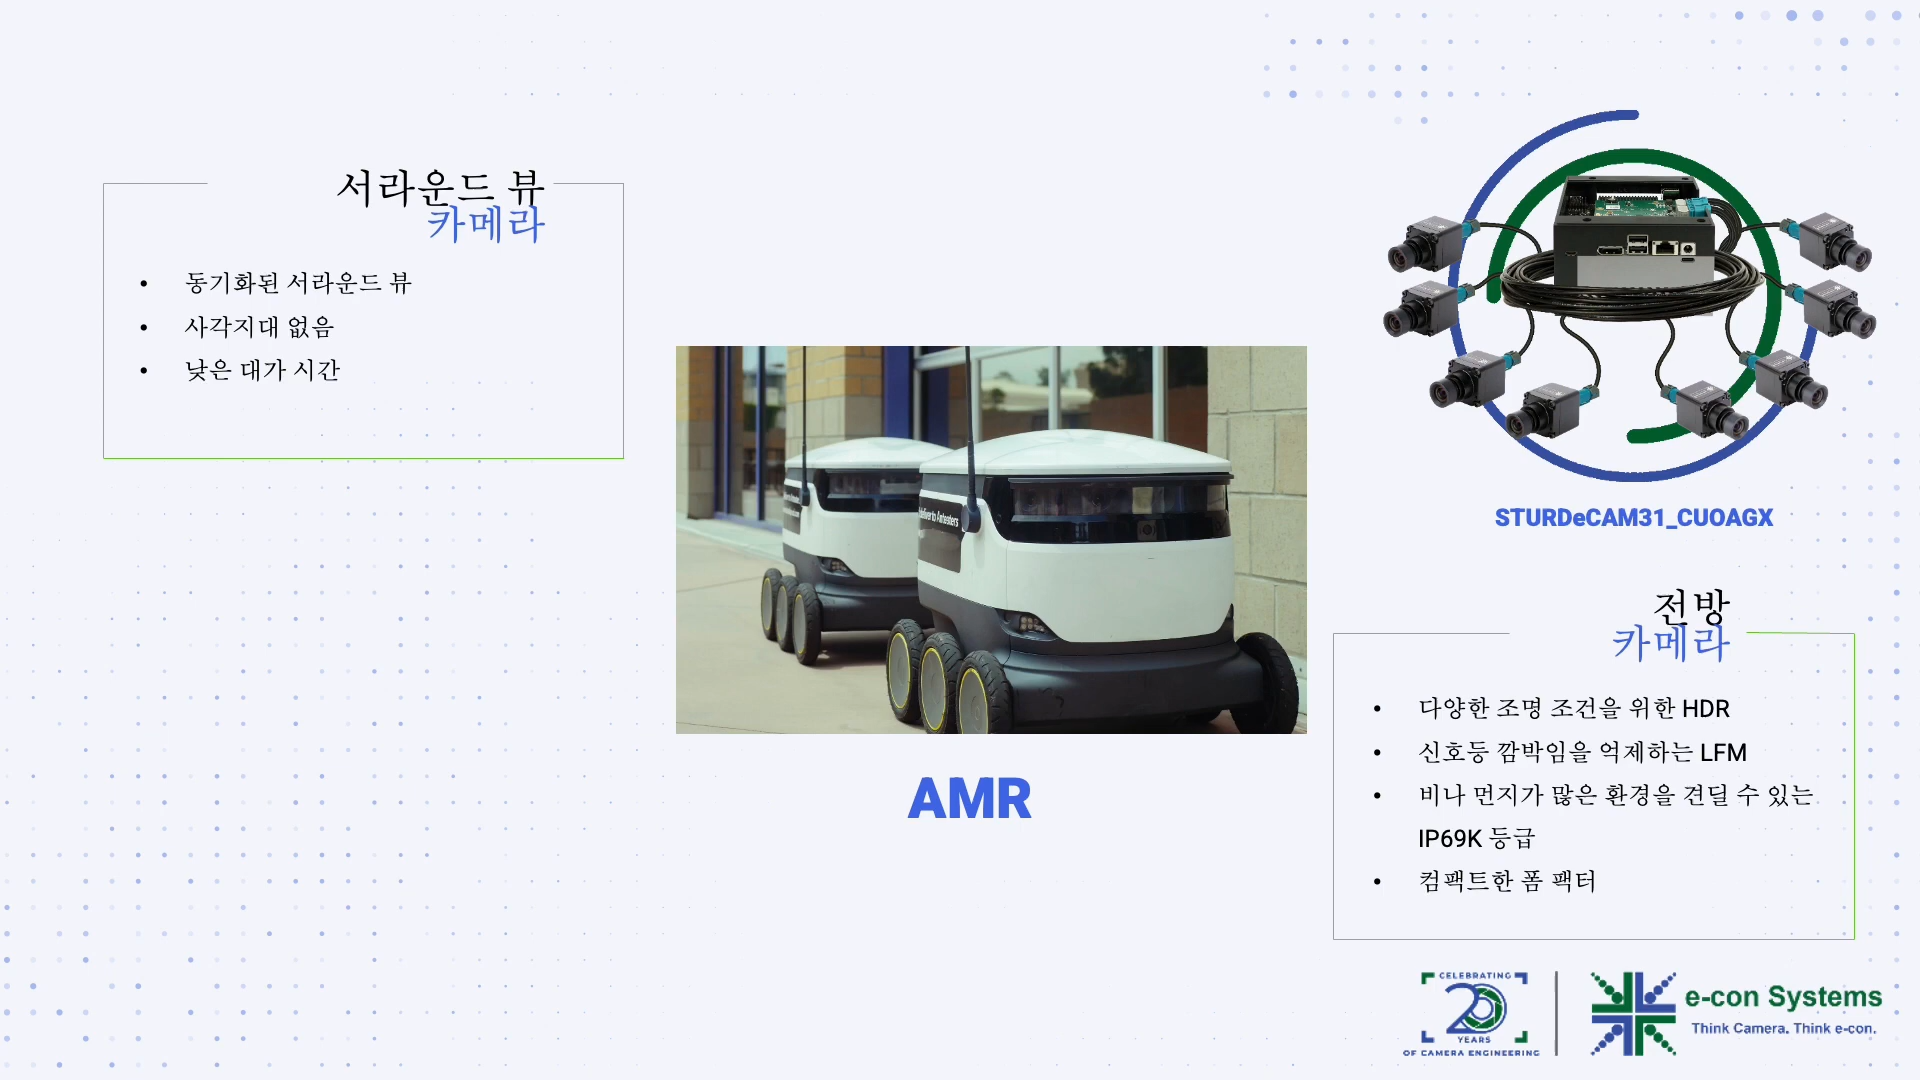 서라운드 뷰
카메라
• 동기화된 서라운드 뷰
• 사각지대 없음
• 낮은 대가 시간
AMR
STURDeCAM31_CUOAGX
전방
카메라
• 다양한 조명 조건을 위한 HDR
• 신호등 깜박임을 억제하는 LFM
• 비나 먼지가 많은 환경을 견딜 수 있는
IP69K 등급
• 컴팩트한 폼 팩터
CELEBRATING
20
YEARS
OF CAMERA ENGINEERING
e-con Systems
Think Camera. Think e-con.